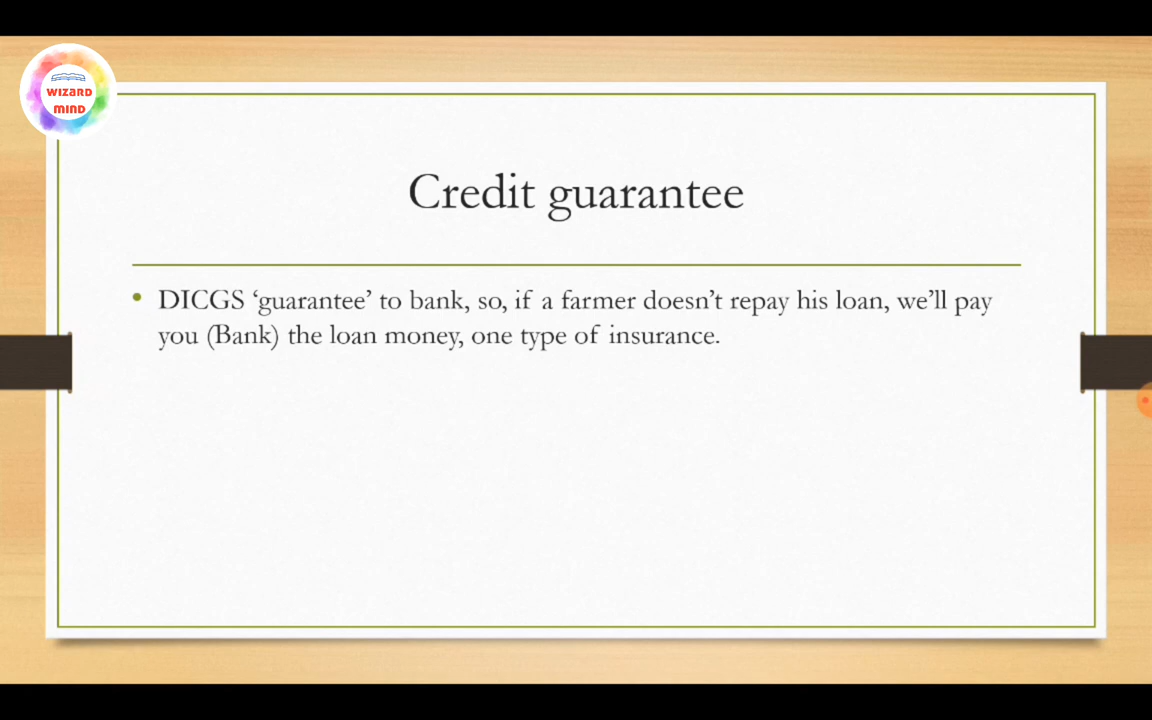 WIZARD
MIND
Credit guarantee
• DICGS ‘guarantee’ to bank, so, if a farmer doesn’t repay his loan, we’ll pay
you (Bank) the loan money, one type of insurance.